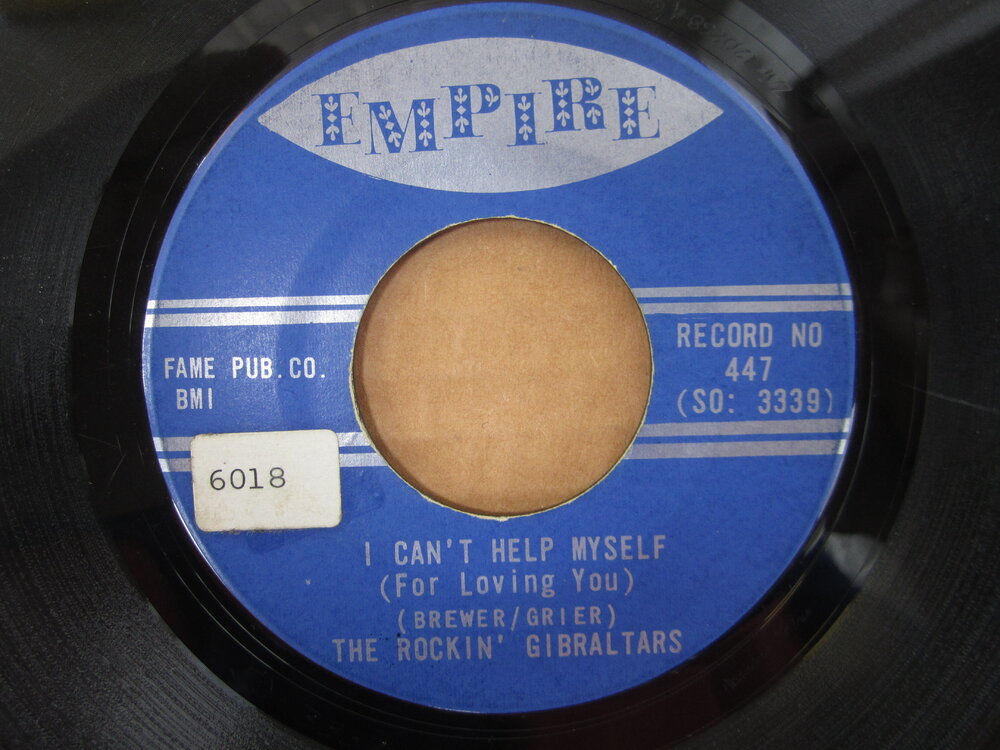 EMPIRE
FAME PUB. CO.
BMI
RECORD NO
447
(SO: 3339)
6018
I CAN'T HELP MYSELF
(For Loving You)
(BREWER/GRIER)
THE ROCKIN' GIBRALTARS